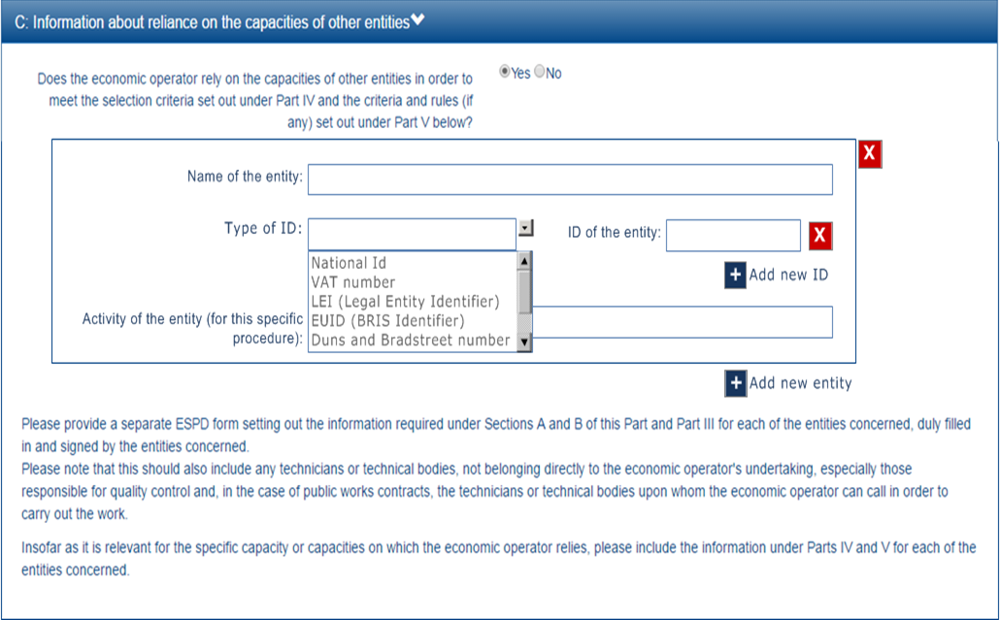 C: Information about reliance on the capacities of other entities
Does the economic operator rely on the capacities of other entities in order to
meet the selection criteria set out under Part IV and the criteria and rules (if
any) set out under Part V below?
Yes No
X
Name of the entity:
Type of ID:
ID of the entity:
X
National Id
VAT number
LEI (Legal Entity Identifier)
EUID (BRIS Identifier)
Duns and Bradstreet number
+ Add new ID
Activity of the entity (for this specific
procedure):
+ Add new entity
Please provide a separate ESPD form setting out the information required under Sections A and B of this Part and Part III for each of the entities concerned, duly filled
in and signed by the entities concerned.
Please note that this should also include any technicians or technical bodies, not belonging directly to the economic operator's undertaking, especially those
responsible for quality control and, in the case of public works contracts, the technicians or technical bodies upon whom the economic operator can call in order to
carry out the work.
Insofar as it is relevant for the specific capacity or capacities on which the economic operator relies, please include the information under Parts IV and V for each of the
entities concerned.